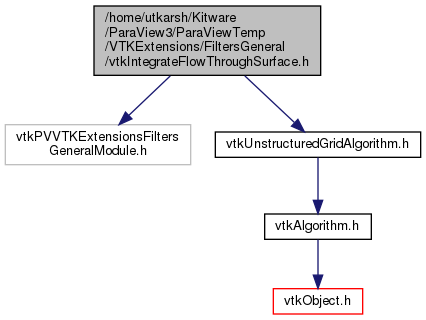 /home/utkarsh/Kitware
/ParaView3/ParaViewTemp
/VTKExtensions/FiltersGeneral
/vtkIntegrateFlowThroughSurface.h
vtkPVVTKExtensionsFilters
GeneralModule.h
vtkUnstructuredGridAlgorithm.h
vtkAlgorithm.h
vtkObject.h